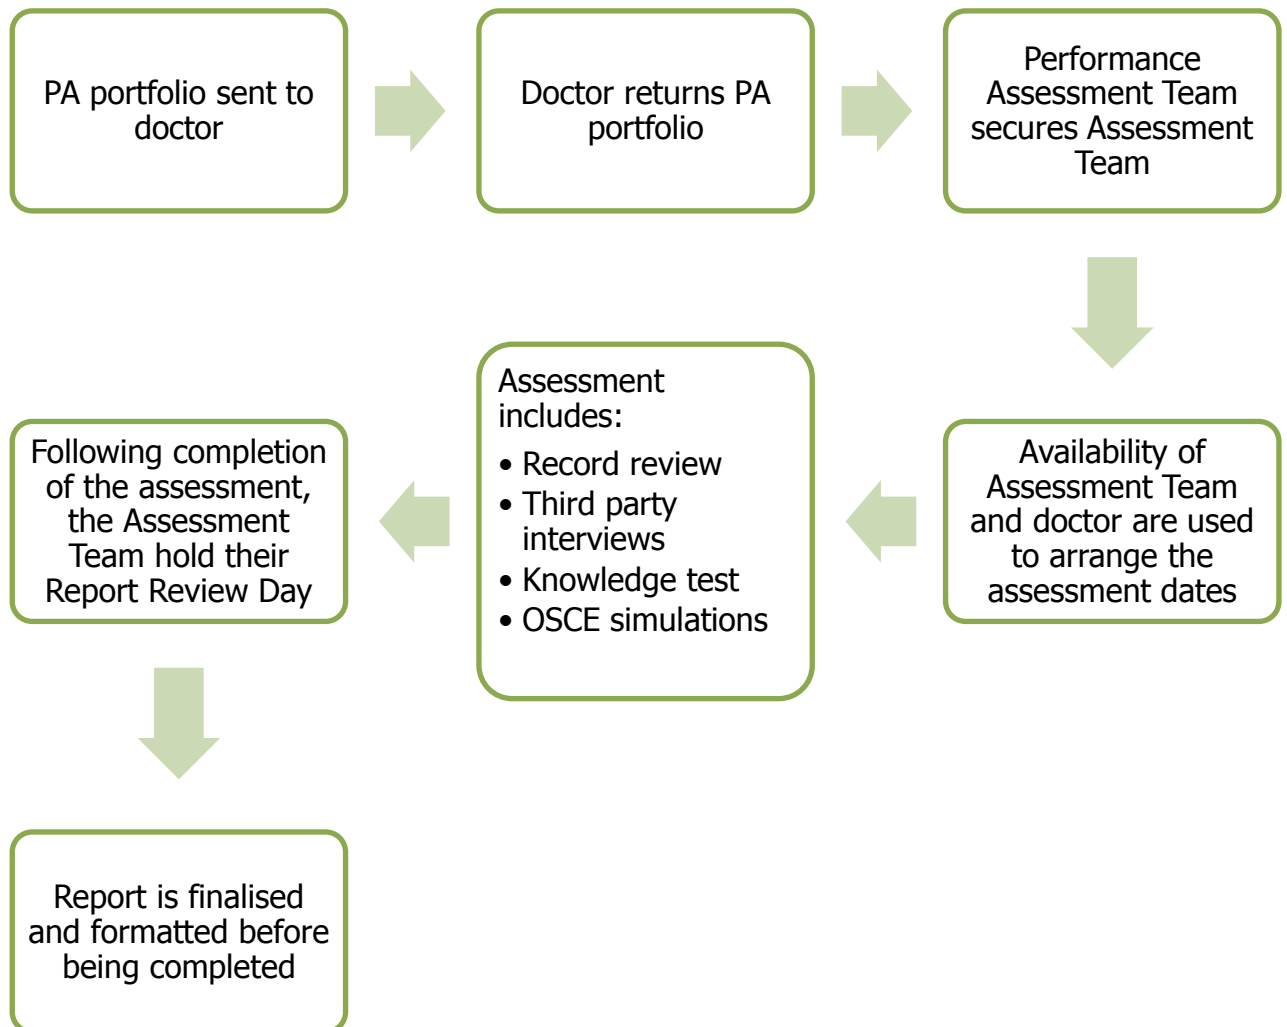 PA portfolio sent to
doctor
Doctor returns PA
portfolio
Performance
Assessment Team
secures Assessment
Team
Availability of
Assessment Team
and doctor are used
to arrange the
assessment dates
Assessment
includes:
• Record review
• Third party
interviews
• Knowledge test
• OSCE simulations
Following completion
of the assessment,
the Assessment
Team hold their
Report Review Day
Report is finalised
and formatted before
being completed